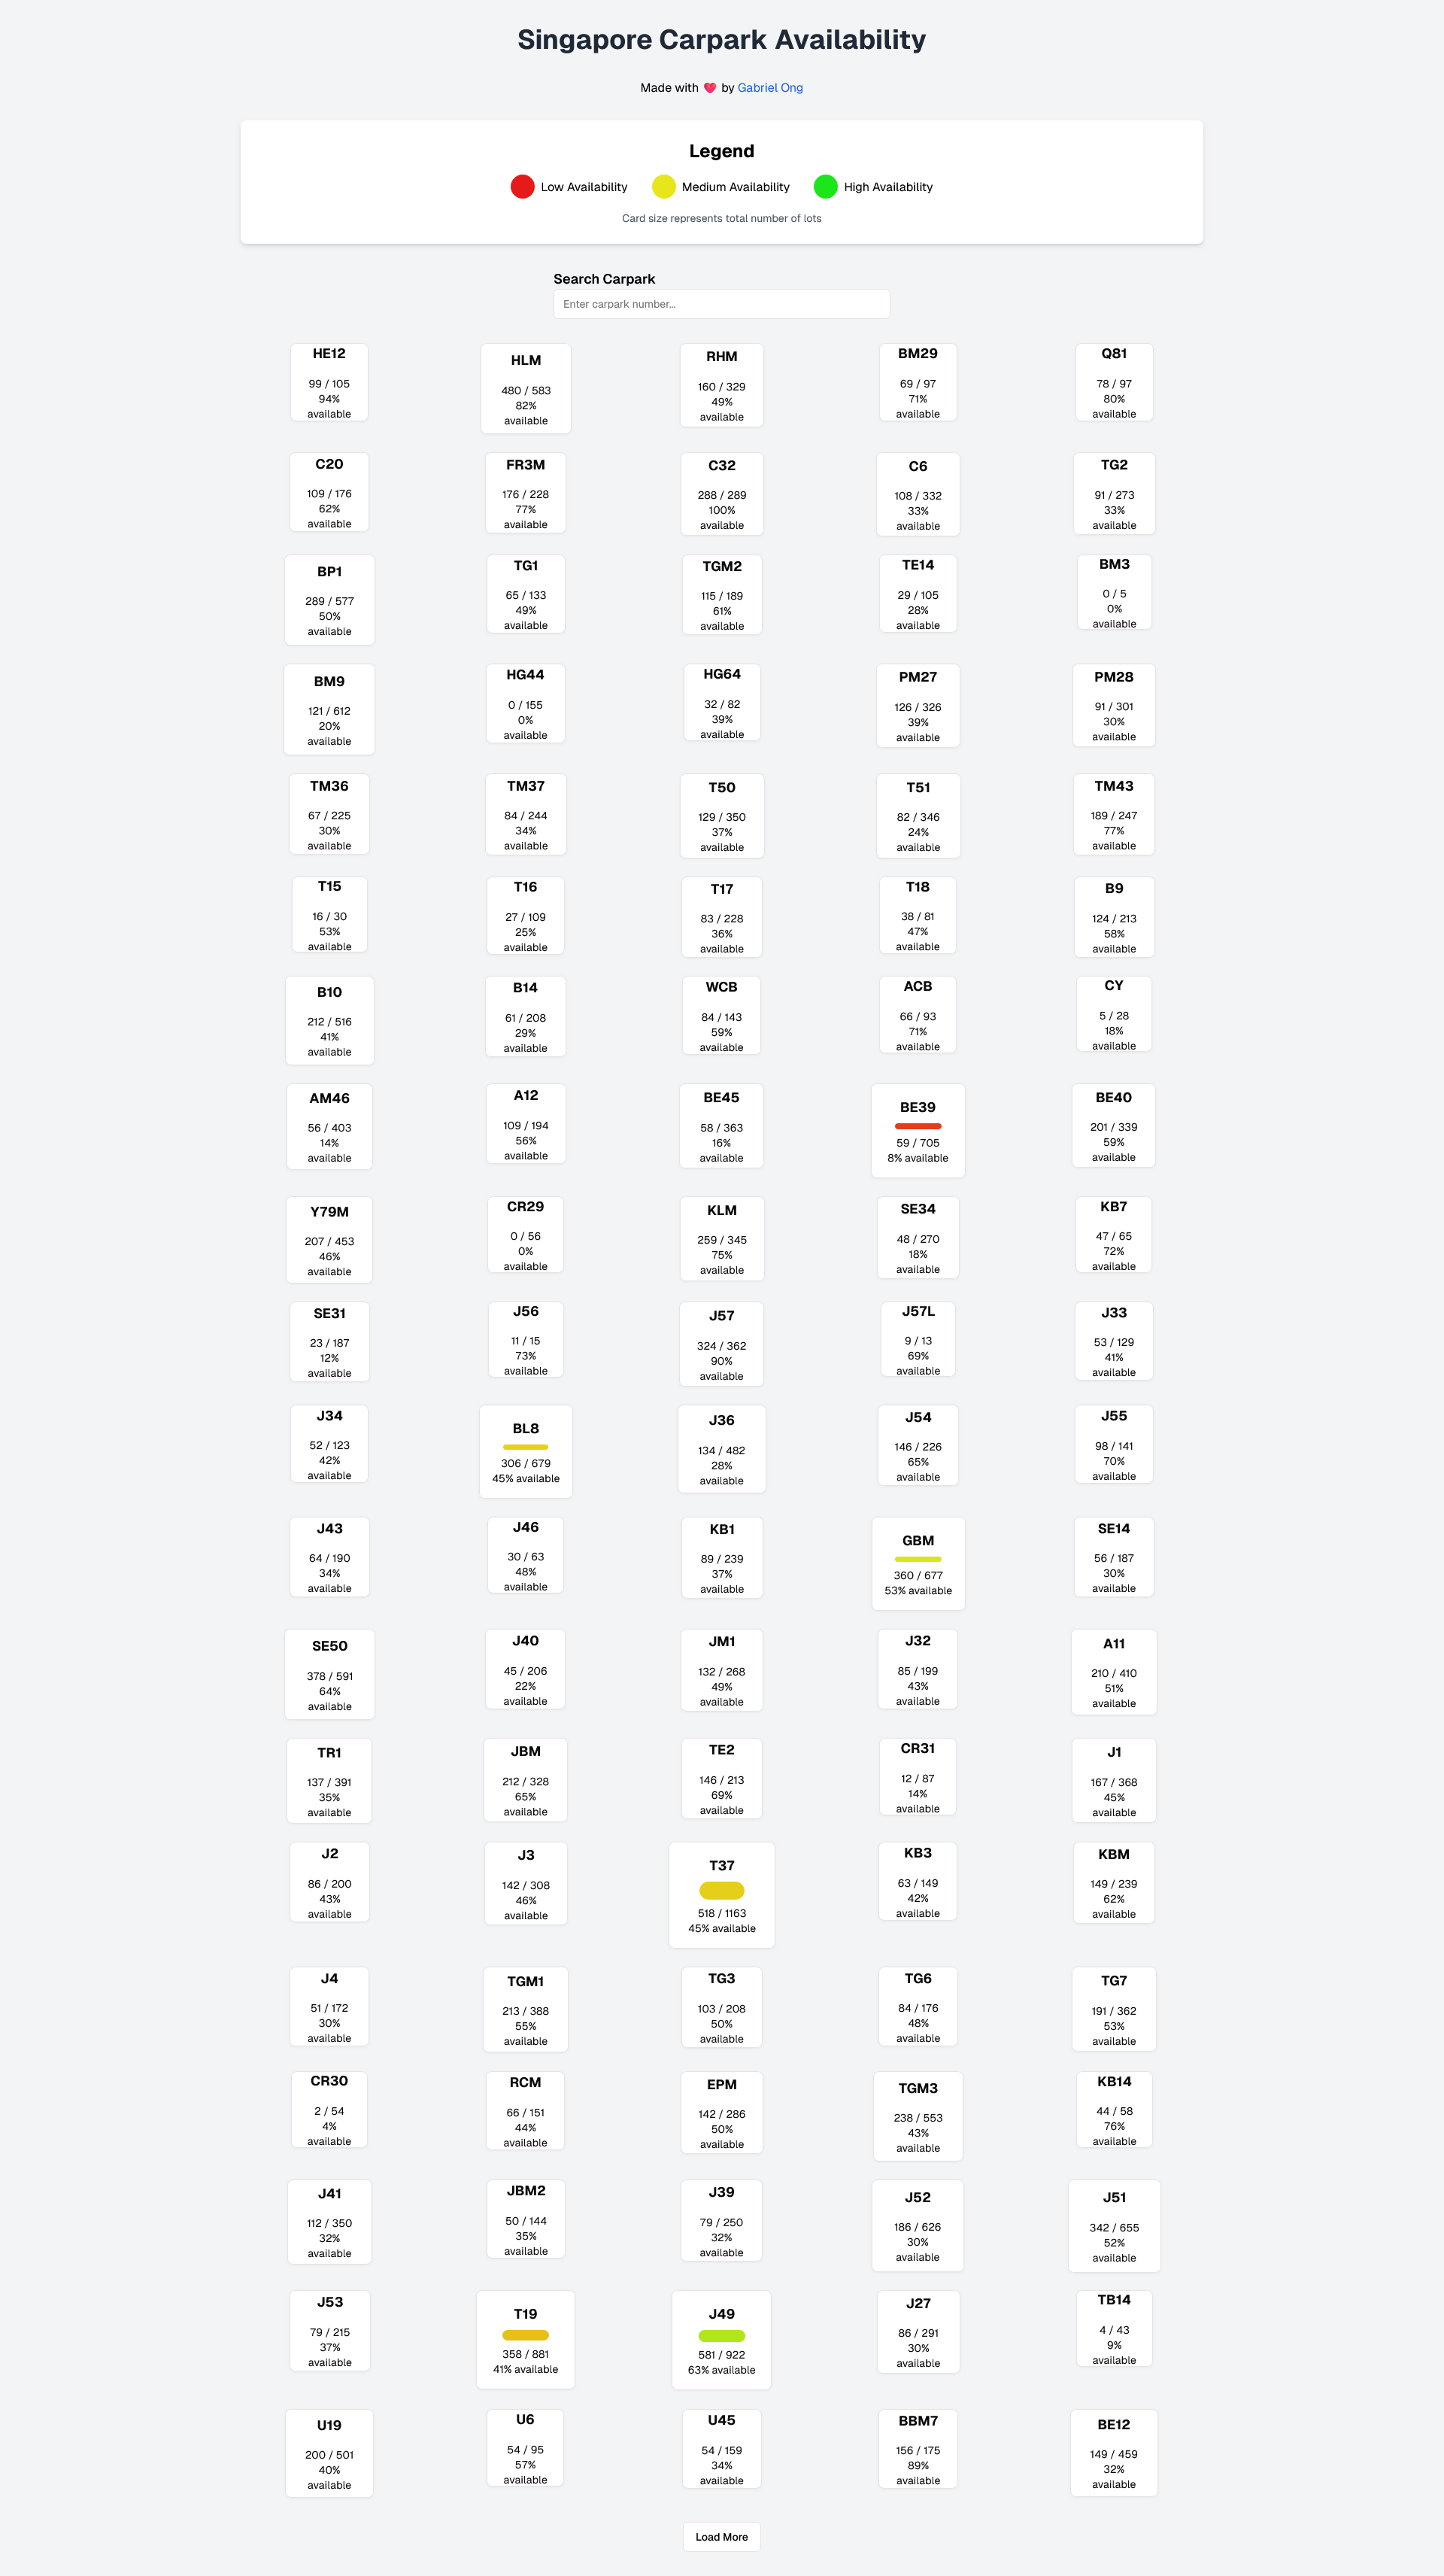 Singapore Carpark Availability
Made with ❤ by Gabriel Ong
Legend
Low Availability
Medium Availability
High Availability
Card size represents total number of lots
Search Carpark
Enter carpark number...
HE12
99 / 105
94%
available
HLM
480 / 583
82%
available
RHM
160 / 329
49%
available
BM29
69 / 97
71%
available
Q81
78 / 97
80%
available
C20
109 / 176
62%
available
FR3M
176 / 228
77%
available
C32
288 / 289
100%
available
C6
108 / 332
33%
available
TG2
91 / 273
33%
available
BP1
289 / 577
50%
available
TG1
65 / 133
49%
available
TGM2
115 / 189
61%
available
TE14
29 / 105
28%
available
BM3
0 / 5
0%
available
BM9
121 / 612
20%
available
HG44
0 / 155
0%
available
HG64
32 / 82
39%
available
PM27
126 / 326
39%
available
PM28
91 / 301
30%
available
TM36
67 / 225
30%
available
TM37
84 / 244
34%
available
T50
129 / 350
37%
available
T51
82 / 346
24%
available
TM43
189 / 247
77%
available
T15
16 / 30
53%
available
T16
27 / 109
25%
available
T17
83 / 228
36%
available
T18
38 / 81
47%
available
B9
124 / 213
58%
available
B10
212 / 516
41%
available
B14
61 / 208
29%
available
WCB
84 / 143
59%
available
ACB
66 / 93
71%
available
CY
5 / 28
18%
available
AM46
56 / 403
14%
available
A12
109 / 194
56%
available
BE45
58 / 363
16%
available
BE39
59 / 705
8% available
BE40
201 / 339
59%
available
Y79M
207 / 453
46%
available
CR29
0 / 56
0%
available
KLM
259 / 345
75%
available
SE34
48 / 270
18%
available
KB7
47 / 65
72%
available
SE31
23 / 187
12%
available
J56
11 / 15
73%
available
J57
324 / 362
90%
available
J57L
9 / 13
69%
available
J33
53 / 129
41%
available
J34
52 / 123
42%
available
BL8
306 / 679
45% available
J36
134 / 482
28%
available
J54
146 / 226
65%
available
J55
98 / 141
70%
available
J43
64 / 190
34%
available
J46
30 / 63
48%
available
KB1
89 / 239
37%
available
GBM
360 / 677
53% available
SE14
56 / 187
30%
available
SE50
378 / 591
64%
available
J40
45 / 206
22%
available
JM1
132 / 268
49%
available
J32
85 / 199
43%
available
A11
210 / 410
51%
available
TR1
137 / 391
35%
available
JBM
212 / 328
65%
available
TE2
146 / 213
69%
available
CR31
12 / 87
14%
available
J1
167 / 368
45%
available
J2
86 / 200
43%
available
J3
142 / 308
46%
available
T37
518 / 1163
45% available
KB3
63 / 149
42%
available
KBM
149 / 239
62%
available
J4
51 / 172
30%
available
TGM1
213 / 388
55%
available
TG3
103 / 208
50%
available
TG6
84 / 176
48%
available
TG7
191 / 362
53%
available
CR30
2 / 54
4%
available
RCM
66 / 151
44%
available
EPM
142 / 286
50%
available
TGM3
238 / 553
43%
available
KB14
44 / 58
76%
available
J41
112 / 350
32%
available
JBM2
50 / 144
35%
available
J39
79 / 250
32%
available
J52
186 / 626
30%
available
J51
342 / 655
52%
available
J53
79 / 215
37%
available
T19
358 / 881
41% available
J49
581 / 922
63% available
J27
86 / 291
30%
available
TB14
4 / 43
9%
available
U19
200 / 501
40%
available
U6
54 / 95
57%
available
U45
54 / 159
34%
available
BBM7
156 / 175
89%
available
BE12
149 / 459
32%
available
Load More